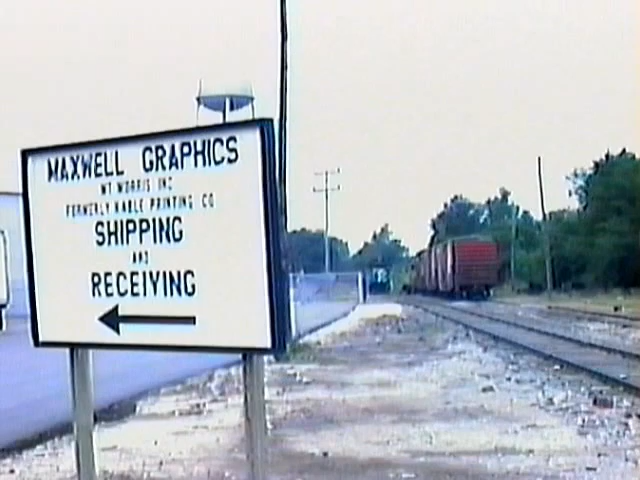 MAXWELL GRAPHICS
MT MORRIS INC
FORMERLY KABLE PRINTING CO
SHIPPING
AND
RECEIVING